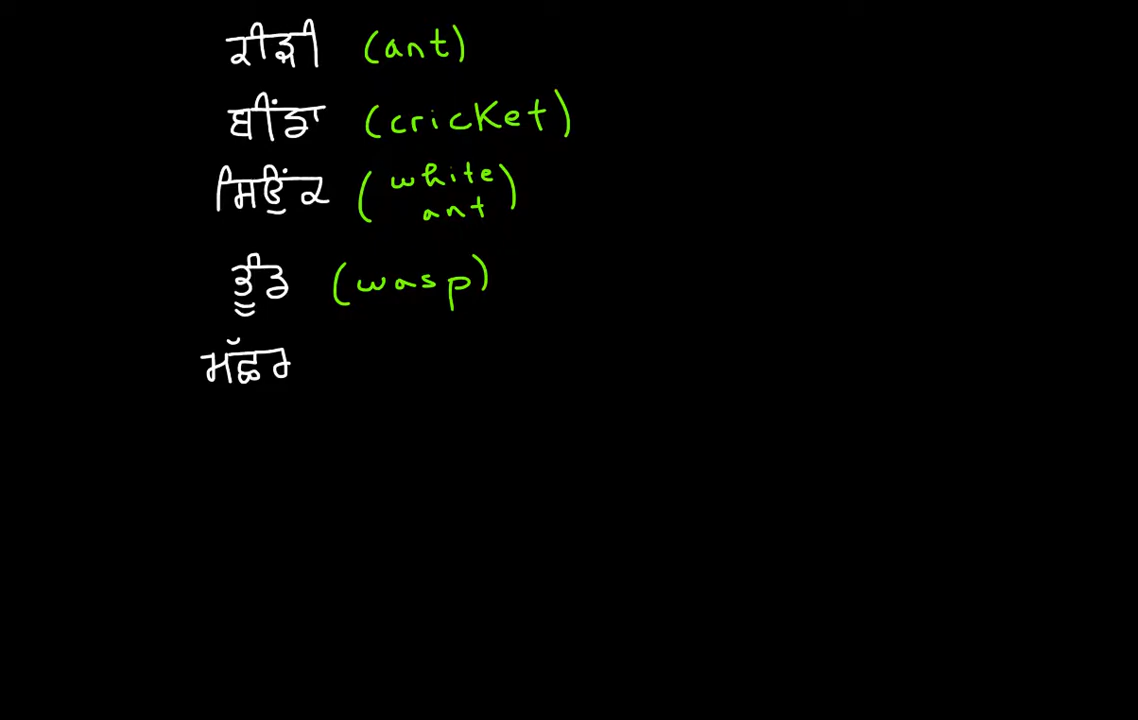 ਕੀੜੀ (ant)
ਬੀਂਡਾ (cricket)
ਸਿਉਂਕ (white
ant)
ਭੂੰਡ (wasp)
ਮੱਛਰ